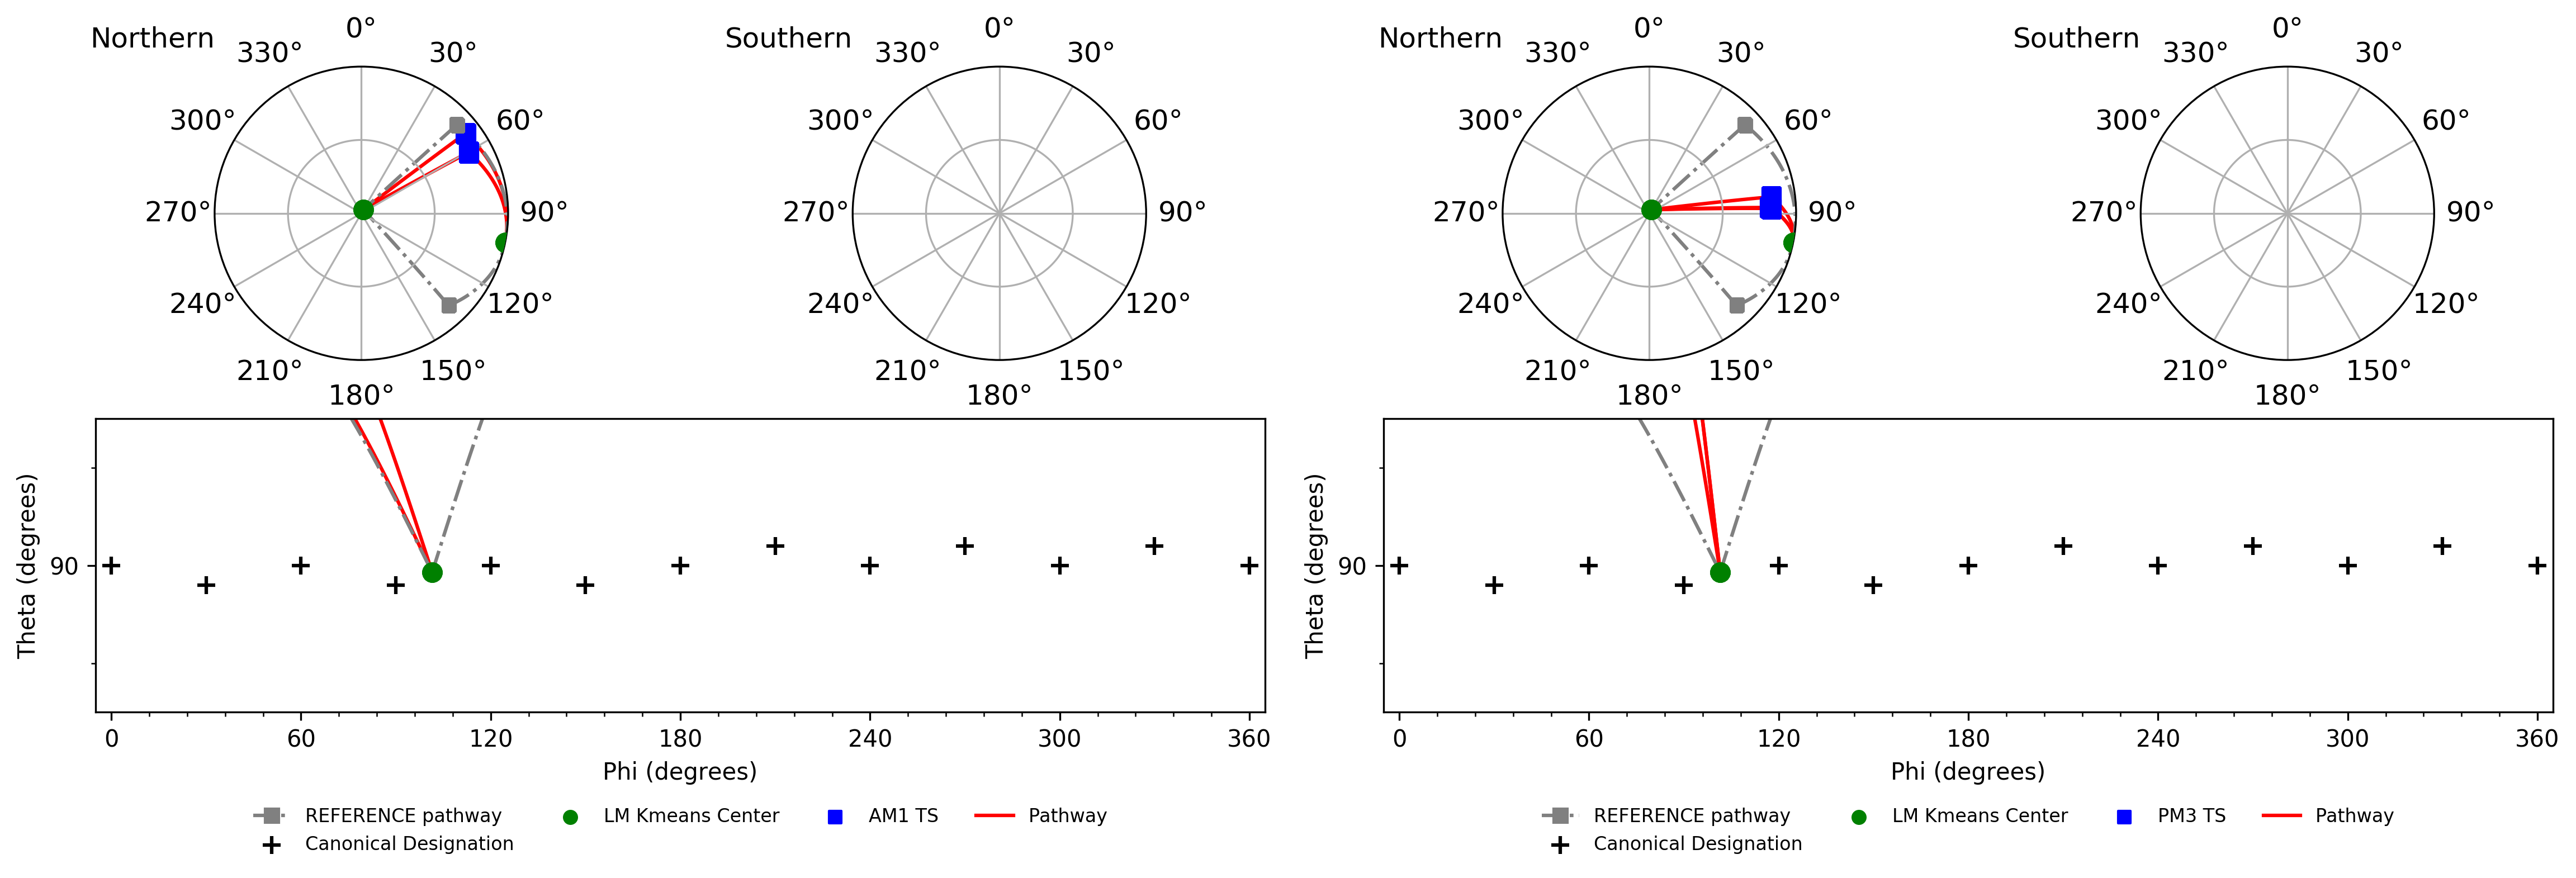 Northern
0°
30°
60°
90°
120°
150°
180°
210°
240°
270°
300°
330°
Southern
0°
30°
60°
90°
120°
150°
180°
210°
240°
270°
300°
330°
Theta (degrees)
90
0 60 120 180 240 300 360
Phi (degrees)
REFERENCE pathway
Canonical Designation
LM Kmeans Center
AM1 TS
Pathway
Northern
0°
30°
60°
90°
120°
150°
180°
210°
240°
270°
300°
330°
Southern
0°
30°
60°
90°
120°
150°
180°
210°
240°
270°
300°
330°
Theta (degrees)
90
0 60 120 180 240 300 360
Phi (degrees)
REFERENCE pathway
Canonical Designation
LM Kmeans Center
PM3 TS
Pathway